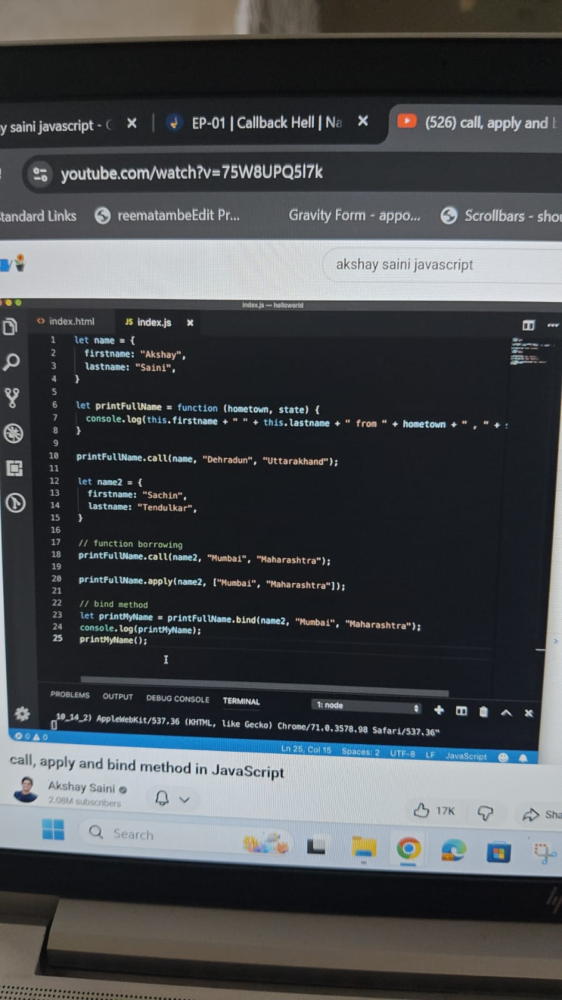 y saini javascript -
EP-01 | Callback Hell | Na
(526) call, apply and
youtube.com/watch?v=75W8UPQ5I7k
Standard Links
reematambeEdit Pr...
Gravity Form - appo...
Scrollbars - shou
akshay saini javascript
index.js — helloworld
<> index.html
JS index.js
1 let name = {
2 firstname: "Akshay",
3 lastname: "Saini",
4 }
5
6 let printFullName = function (hometown, state) {
7 console.log(this.firstname + " " + this.lastname + " from " + hometown + " , " +
8 }
9
10 printFullName.call(name, "Dehradun", "Uttarakhand");
11
12 let name2 = {
13 firstname: "Sachin",
14 lastname: "Tendulkar",
15 }
16
17 // function borrowing
18 printFullName.call(name2, "Mumbai", "Maharashtra");
19
20 printFullName.apply(name2, ["Mumbai", "Maharashtra"]);
21
22 // bind method
23 let printMyName = printFullName.bind(name2, "Mumbai", "Maharashtra");
24 console.log(printMyName);
25 printMyName();
PROBLEMS OUTPUT DEBUG CONSOLE TERMINAL 1: node
10_14_2) AppleWebKit/537.36 (KHTML, like Gecko) Chrome/71.0.3578.98 Safari/537.36"
0 0
Ln 25, Col 15 Spaces: 2 UTF-8 LF JavaScript
call, apply and bind method in JavaScript
Akshay Saini
2.08M subscribers
17K
Sha
Search